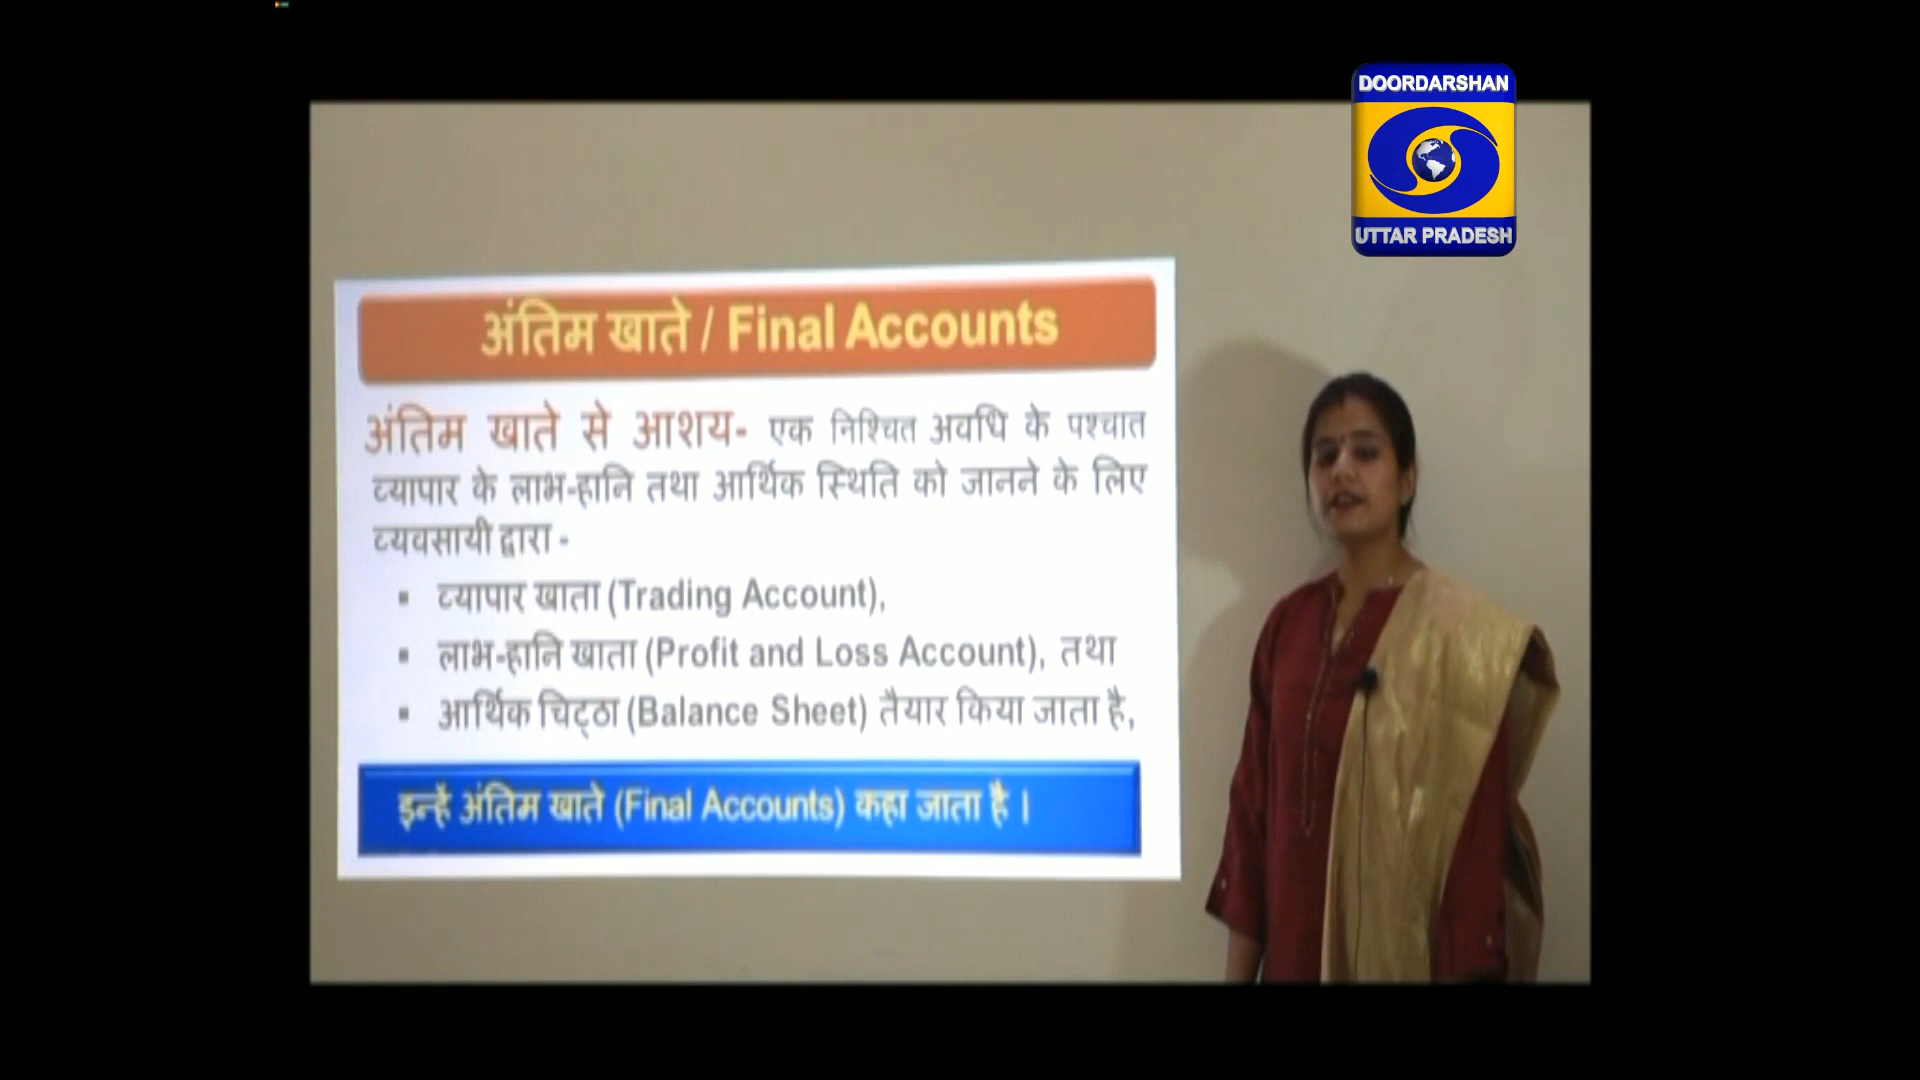 DOORDARSHAN
UTTAR PRADESH
अंतिम खाते / Final Accounts
अंतिम खाते से आशय- एक निश्चित अवधि के पश्चात
व्यापार के लाभ-हानि तथा आर्थिक स्थिति को जानने के लिए
व्यवसायी द्वारा -
▪ व्यापार खाता (Trading Account),
▪ लाभ-हानि खाता (Profit and Loss Account), तथा
▪ आर्थिक चिट्ठा (Balance Sheet) तैयार किया जाता है,
इन्हें अंतिम खाते (Final Accounts) कहा जाता है ।